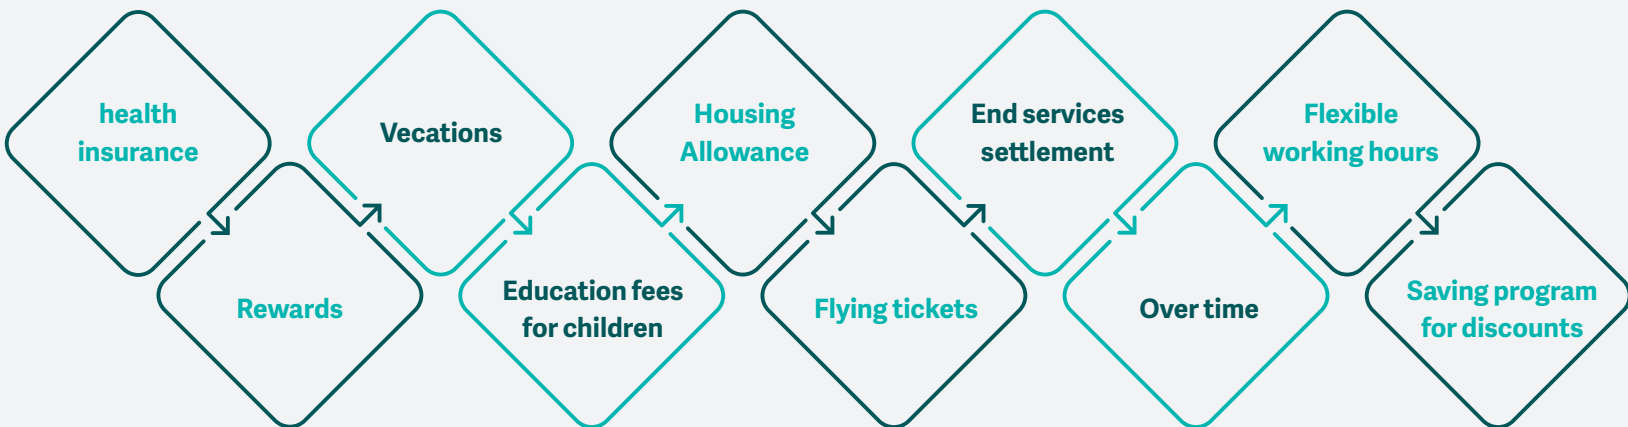 health
insurance
Rewards
Vecations
Education fees
for children
Housing
Allowance
Flying tickets
End services
settlement
Over time
Flexible
working hours
Saving program
for discounts